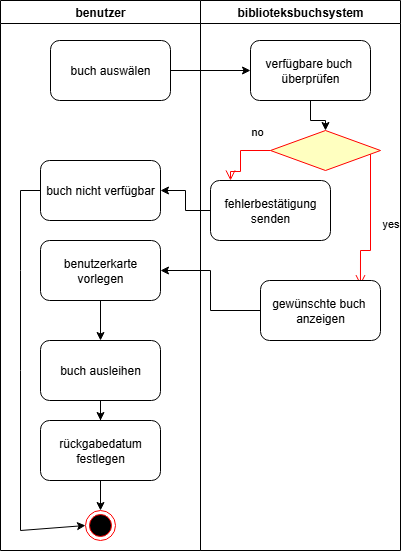 benutzer
biblioteksbuchsystem
buch auswälen
verfügbare buch
überprüfen
no
buch nicht verfügbar
fehlerbestätigung
senden
yes
benutzerkarte
vorlegen
gewünschte buch
anzeigen
buch ausleihen
rückgabedatum
festlegen